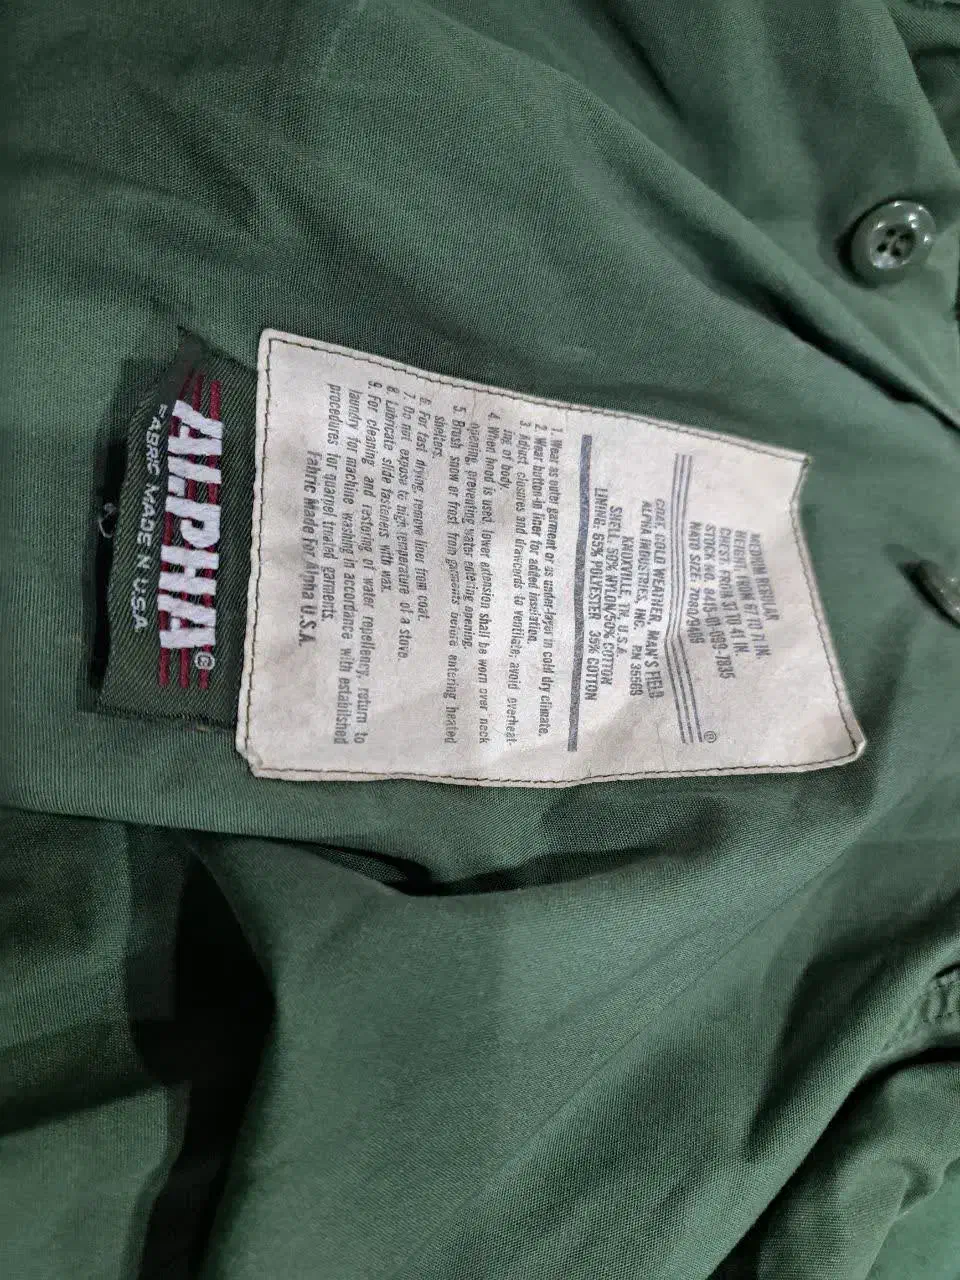 MEDIUM REGULAR
HEIGHT: FROM 67 TO 71 IN.
CHEST: FROM 37 TO 41 IN.
STOCK NO. 8415-01-099-7835
NATO SIZE: 7080/9404
®
COAT, COLD WEATHER, MAN'S FIELD
ALPHA INDUSTRIES, INC. RN 35569
KNOXVILLE, TN, U.S.A.
SHELL: 50% NYLON/50% COTTON
LINING: 65% POLYESTER 35% COTTON
1. Wear as outer garment or as under-layer in cold dry climate.
2. Wear button-in liner for added insulation.
3. Adjust closures and drawcords to ventilate; avoid overheat-
ing of body.
4. When hood is used, lower extension shall be worn over neck
opening, preventing water entering opening.
5. Brush snow or frost from garments before entering heated
shelters.
6. For fast drying, remove liner from coat.
7. Do not expose to high temperature of a stove.
8. Lubricate slide fasteners with wax.
9. For cleaning and restoring of water repellency, return to
laundry for machine washing in accordance with established
procedures for quarpel treated garments.
Fabric Made For Alpha U.S.A.
ALPHA ©
FABRIC MADE N U.S.A.